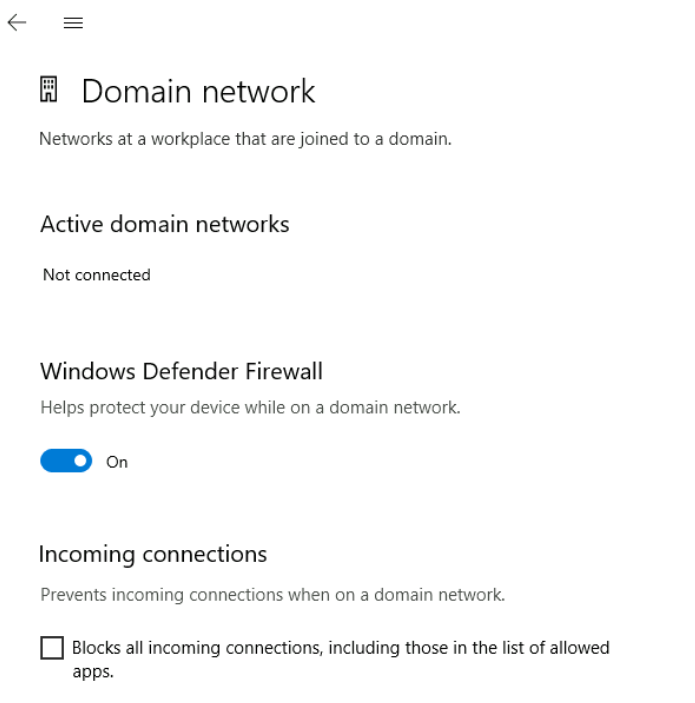 Domain network
Networks at a workplace that are joined to a domain.
Active domain networks
Not connected
Windows Defender Firewall
Helps protect your device while on a domain network.
On
Incoming connections
Prevents incoming connections when on a domain network.
Blocks all incoming connections, including those in the list of allowed
apps.